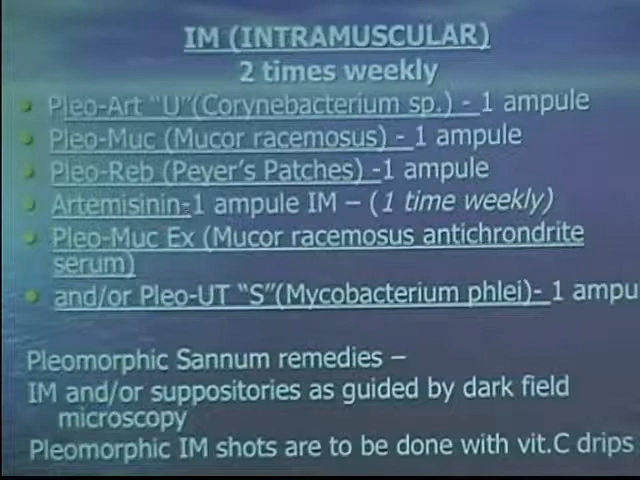 IM (INTRAMUSCULAR)
2 times weekly
Pleo-Art "U"(Corynebacterium sp.) - 1 ampule
Pleo-Muc (Mucor racemosus) - 1 ampule
Pleo-Reb (Peyer's Patches) -1 ampule
Artemisinin-1 ampule IM – (1 time weekly)
Pleo-Muc Ex (Mucor racemosus antichrondrite
serum)
and/or Pleo-UT "S"(Mycobacterium phlei)- 1 ampu
Pleomorphic Sannum remedies –
IM and/or suppositories as guided by dark field
microscopy
Pleomorphic IM shots are to be done with vit.C drips